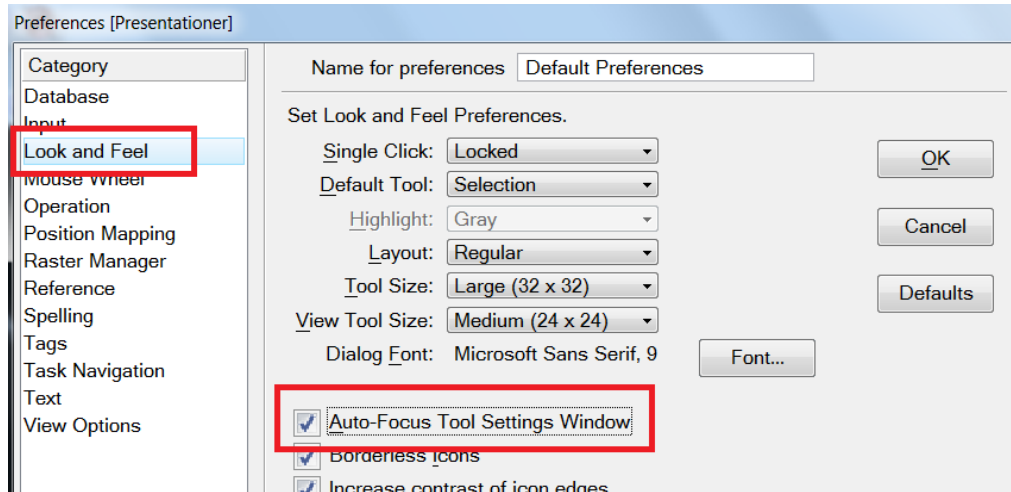 Preferences [Presentationer]
Category
Database
Input
Look and Feel
Mouse Wheel
Operation
Position Mapping
Raster Manager
Reference
Spelling
Tags
Task Navigation
Text
View Options
Name for preferences Default Preferences
Set Look and Feel Preferences.
Single Click: Locked
Default Tool: Selection
Highlight: Gray
Layout: Regular
Tool Size: Large (32 x 32)
View Tool Size: Medium (24 x 24)
Dialog Font: Microsoft Sans Serif, 9 Font...
Auto-Focus Tool Settings Window
Borderless Icons
Increase contrast of icon edges
OK
Cancel
Defaults